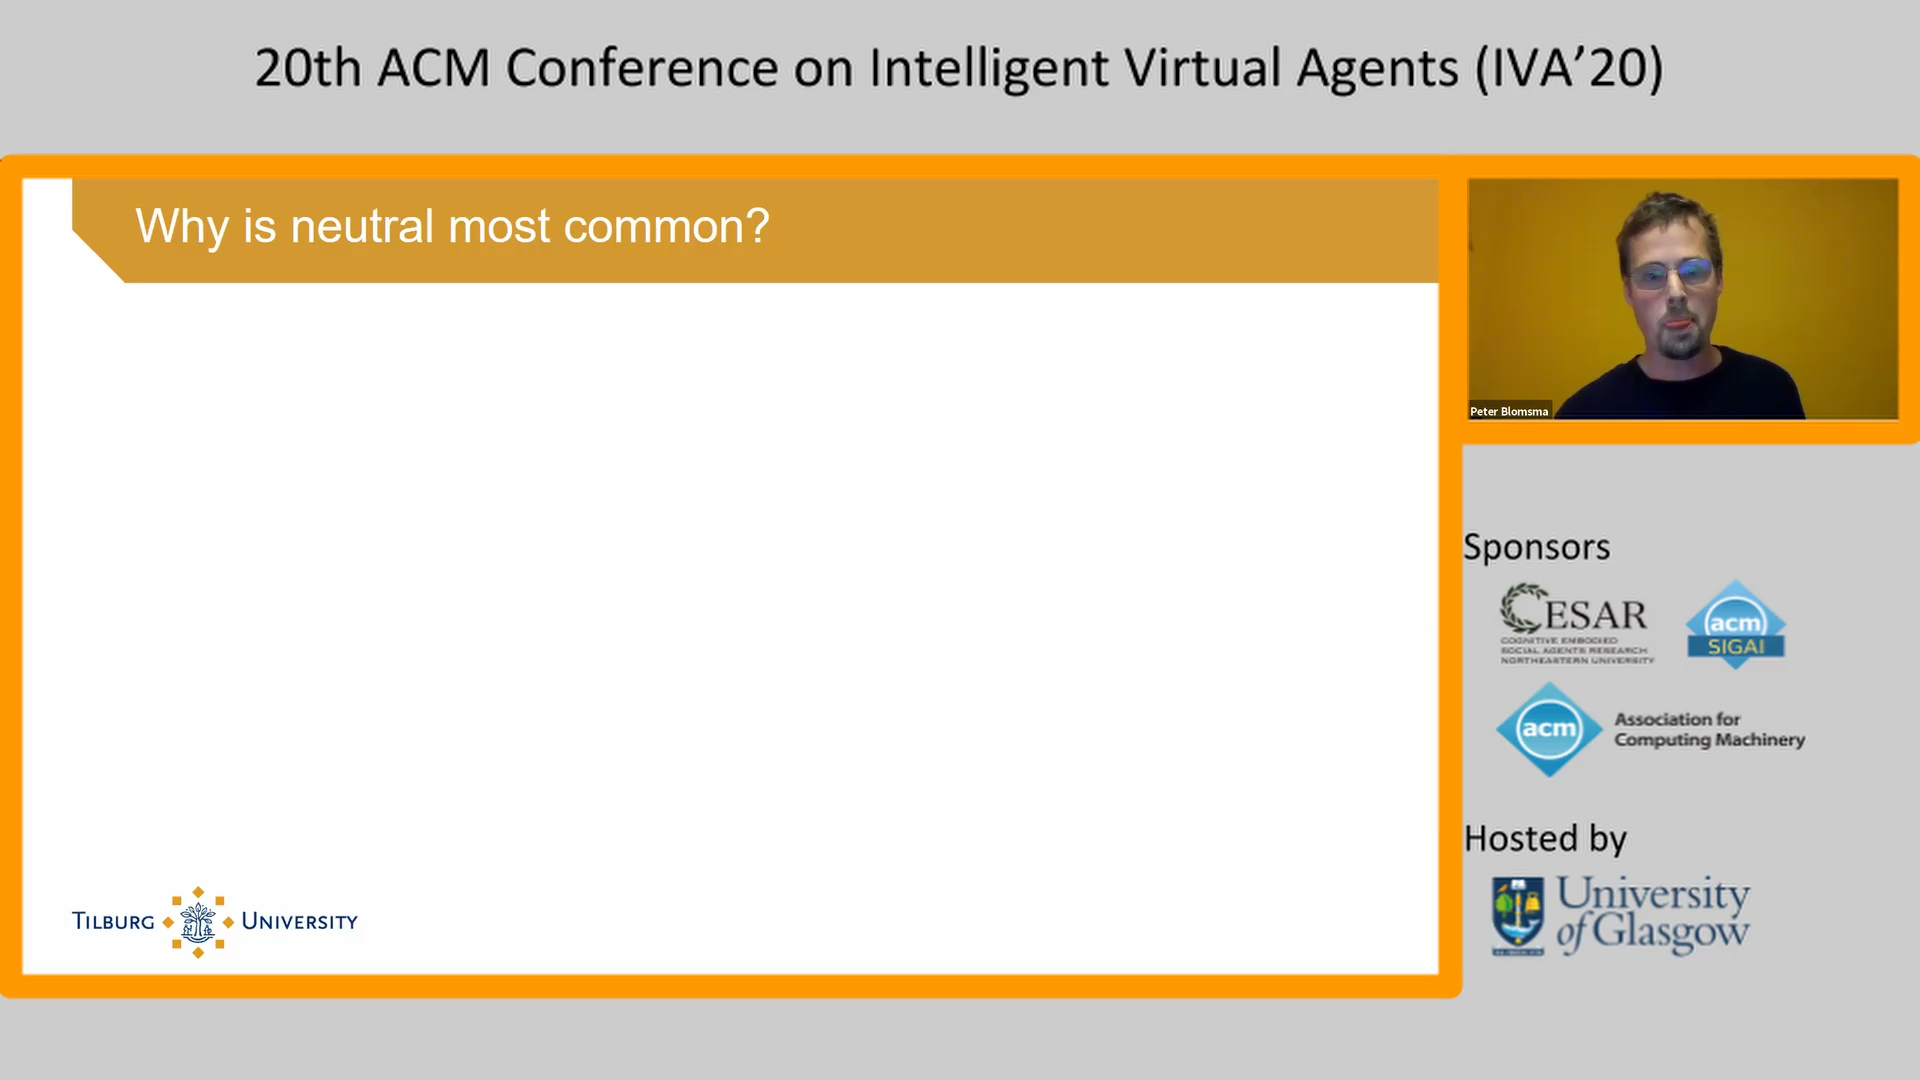 20th ACM Conference on Intelligent Virtual Agents (IVA’20)
Why is neutral most common?
Peter Blomsma
Sponsors
CESAR
COGNITIVE EMBODIED
SOCIAL AGENTS RESEARCH
NORTHEASTERN UNIVERSITY
acm
SIGAI
acm
Association for
Computing Machinery
Hosted by
University
of Glasgow
TILBURG UNIVERSITY